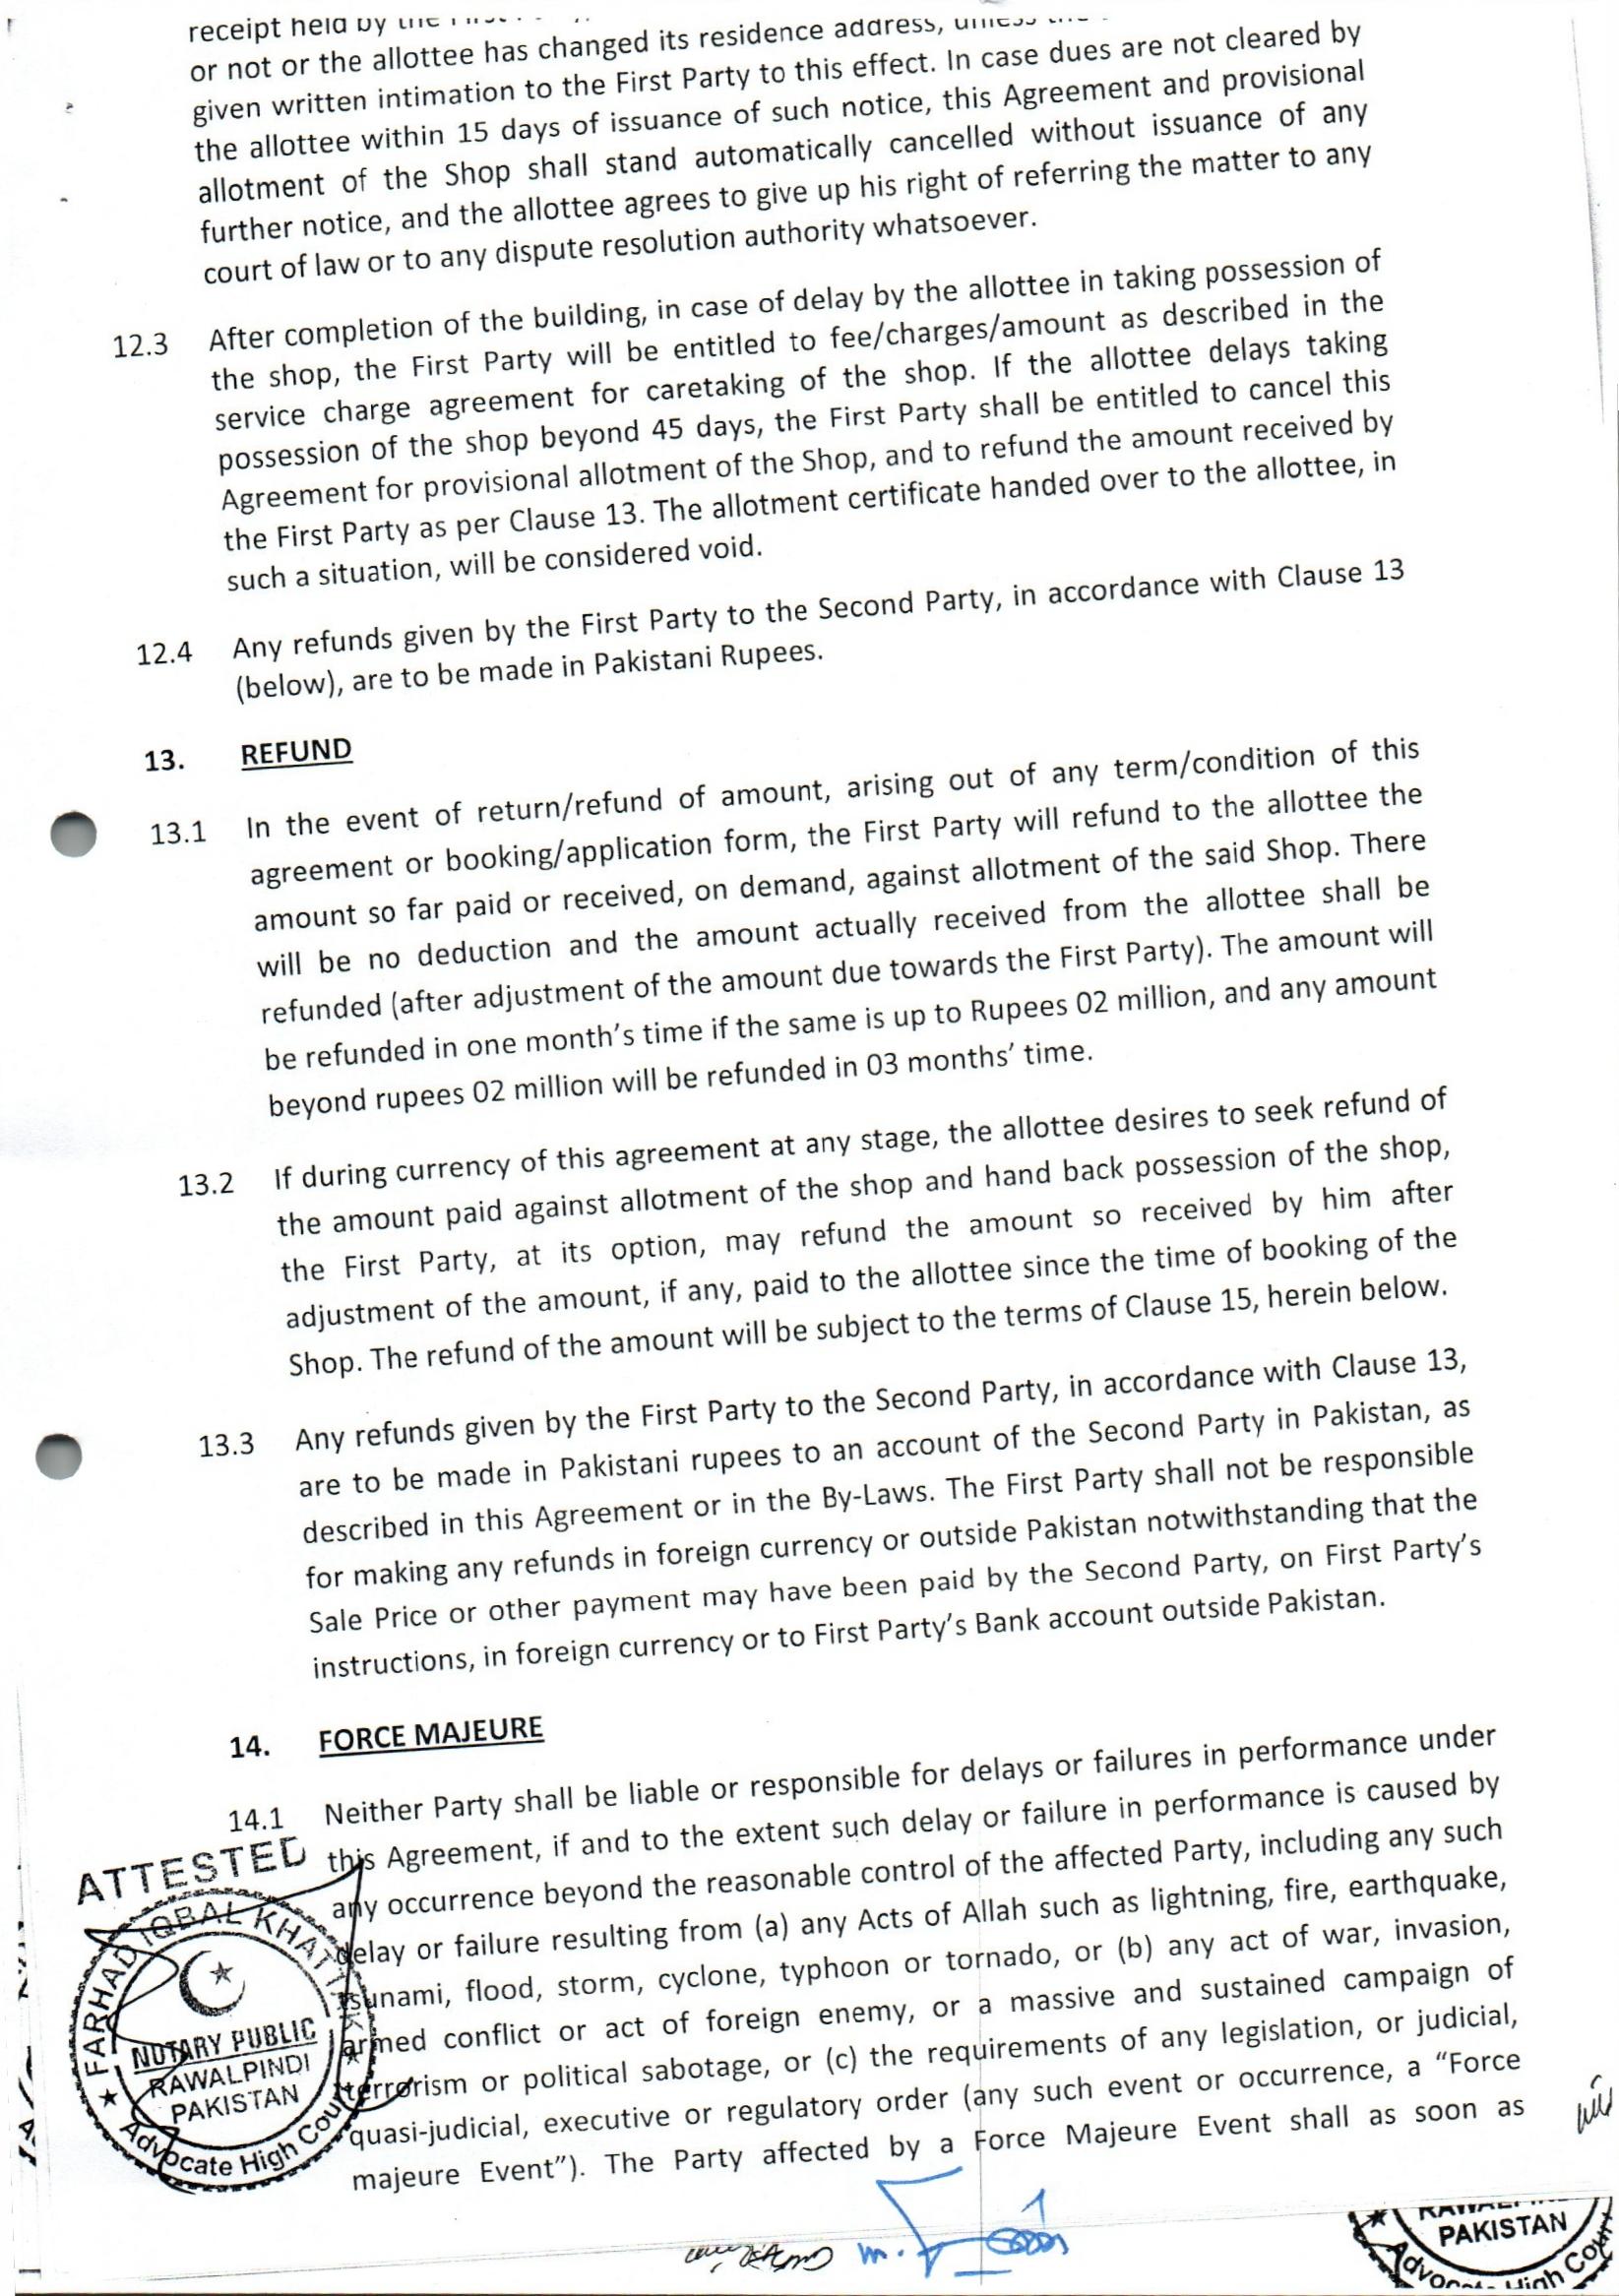 receipt held by the
or not or the allottee has changed its residence address, unless
given written intimation to the First Party to this effect. In case dues are not cleared by
the allottee within 15 days of issuance of such notice, this Agreement and provisional
allotment of the Shop shall stand automatically cancelled without issuance of any
further notice, and the allottee agrees to give up his right of referring the matter to any
court of law or to any dispute resolution authority whatsoever.
12.3 After completion of the building, in case of delay by the allottee in taking possession of
the shop, the First Party will be entitled to fee/charges/amount as described in the
service charge agreement for caretaking of the shop. If the allottee delays taking
possession of the shop beyond 45 days, the First Party shall be entitled to cancel this
Agreement for provisional allotment of the Shop, and to refund the amount received by
the First Party as per Clause 13. The allotment certificate handed over to the allottee, in
such a situation, will be considered void.
12.4 Any refunds given by the First Party to the Second Party, in accordance with Clause 13
(below), are to be made in Pakistani Rupees.
13. REFUND
13.1 In the event of return/refund of amount, arising out of any term/condition of this
agreement or booking/application form, the First Party will refund to the allottee the
amount so far paid or received, on demand, against allotment of the said Shop. There
will be no deduction and the amount actually received from the allottee shall be
refunded (after adjustment of the amount due towards the First Party). The amount will
be refunded in one month's time if the same is up to Rupees 02 million, and any amount
beyond rupees 02 million will be refunded in 03 months' time.
13.2 If during currency of this agreement at any stage, the allottee desires to seek refund of
the amount paid against allotment of the shop and hand back possession of the shop,
the First Party, at its option, may refund the amount so received by him after
adjustment of the amount, if any, paid to the allottee since the time of booking of the
Shop. The refund of the amount will be subject to the terms of Clause 15, herein below.
13.3 Any refunds given by the First Party to the Second Party, in accordance with Clause 13,
are to be made in Pakistani rupees to an account of the Second Party in Pakistan, as
described in this Agreement or in the By-Laws. The First Party shall not be responsible
for making any refunds in foreign currency or outside Pakistan notwithstanding that the
Sale Price or other payment may have been paid by the Second Party, on First Party's
instructions, in foreign currency or to First Party's Bank account outside Pakistan.
14. FORCE MAJEURE
14.1 Neither Party shall be liable or responsible for delays or failures in performance under
this Agreement, if and to the extent such delay or failure in performance is caused by
any occurrence beyond the reasonable control of the affected Party, including any such
delay or failure resulting from (a) any Acts of Allah such as lightning, fire, earthquake,
tsunami, flood, storm, cyclone, typhoon or tornado, or (b) any act of war, invasion,
armed conflict or act of foreign enemy, or a massive and sustained campaign of
terrorism or political sabotage, or (c) the requirements of any legislation, or judicial,
quasi-judicial, executive or regulatory order (any such event or occurrence, a "Force
majeure Event"). The Party affected by a Force Majeure Event shall as soon as
ATTESTED
FARHAD IQBAL KHATTAK
NOTARY PUBLIC
RAWALPINDI
PAKISTAN
Advocate High Court
PAKISTAN
Advocate High Court